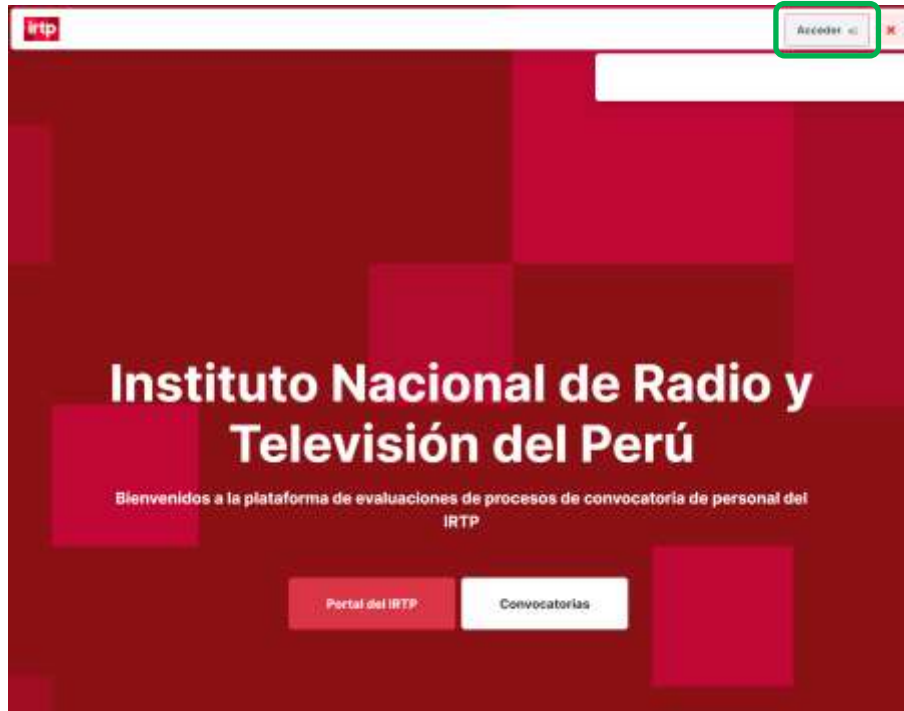 irtp
Acceder
Instituto Nacional de Radio y
Televisión del Perú
Bienvenidos a la plataforma de evaluaciones de procesos de convocatoria de personal del
IRTP
Portal del IRTP
Convocatorias